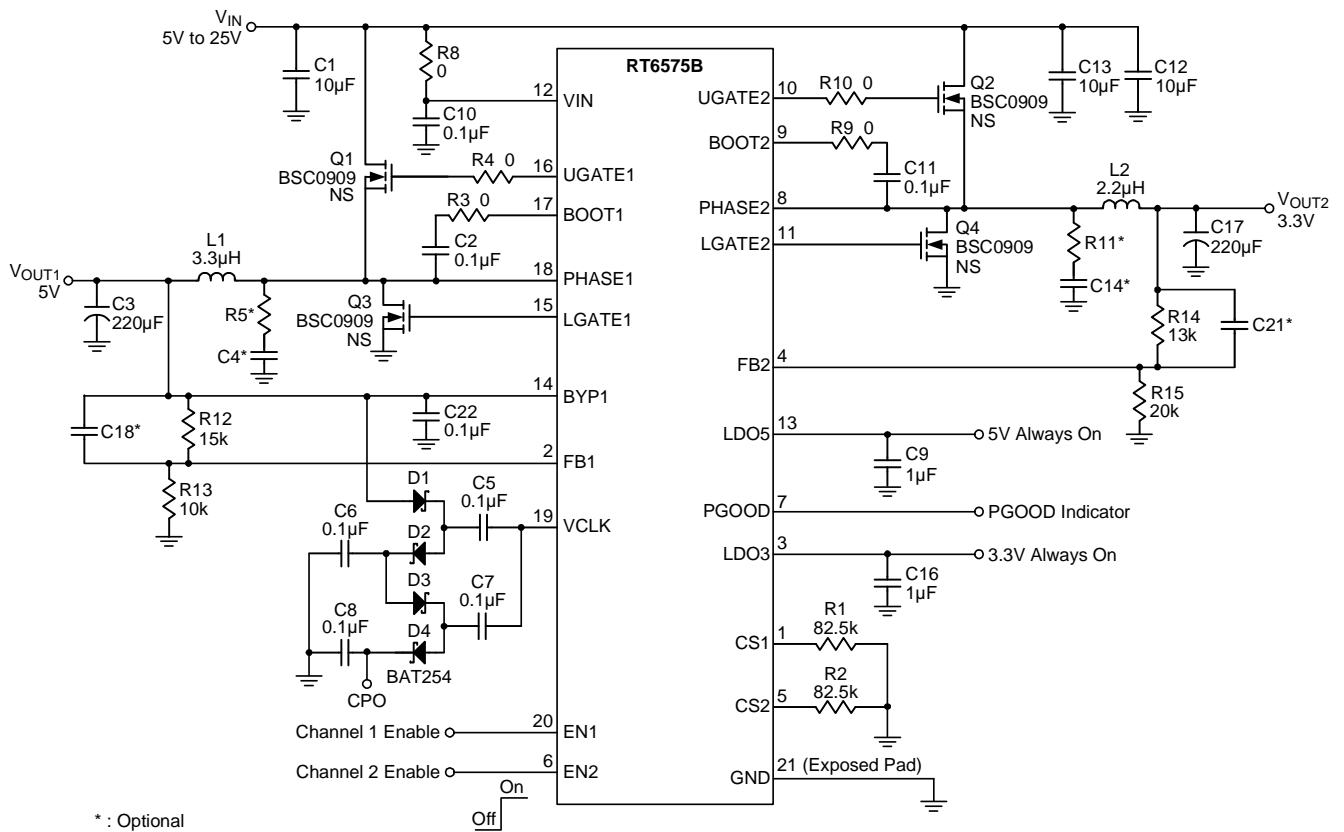 VIN
5V to 25V
C1
10µF
R8
0
12
VIN
C10
0.1µF
RT6575B
UGATE2
10
R10 0
Q2
BSC0909
NS
C13
10µF
C12
10µF
Q1
BSC0909
NS
R4 0
16
UGATE1
BOOT2
9
R9 0
C11
0.1µF
R3 0
17
BOOT1
C2
0.1µF
PHASE2
8
L2
2.2µH
VOUT2
3.3V
LGATE2
11
Q4
BSC0909
NS
R11*
C14*
C17
220µF
VOUT1
5V
L1
3.3µH
18
PHASE1
C3
220µF
R5*
C4*
Q3
BSC0909
NS
15
LGATE1
R14
13k
C21*
FB2
4
R15
20k
14
BYP1
C18*
R12
15k
C22
0.1µF
LDO5
13
5V Always On
C9
1µF
2
FB1
R13
10k
D1
C5
0.1µF
19
VCLK
C6
0.1µF
D2
D3
C7
0.1µF
C8
0.1µF
D4
BAT254
CPO
PGOOD
7
PGOOD Indicator
LDO3
3
3.3V Always On
C16
1µF
CS1
1
R1
82.5k
CS2
5
R2
82.5k
Channel 1 Enable
20
EN1
Channel 2 Enable
6
EN2
GND
21 (Exposed Pad)
On
Off
* : Optional